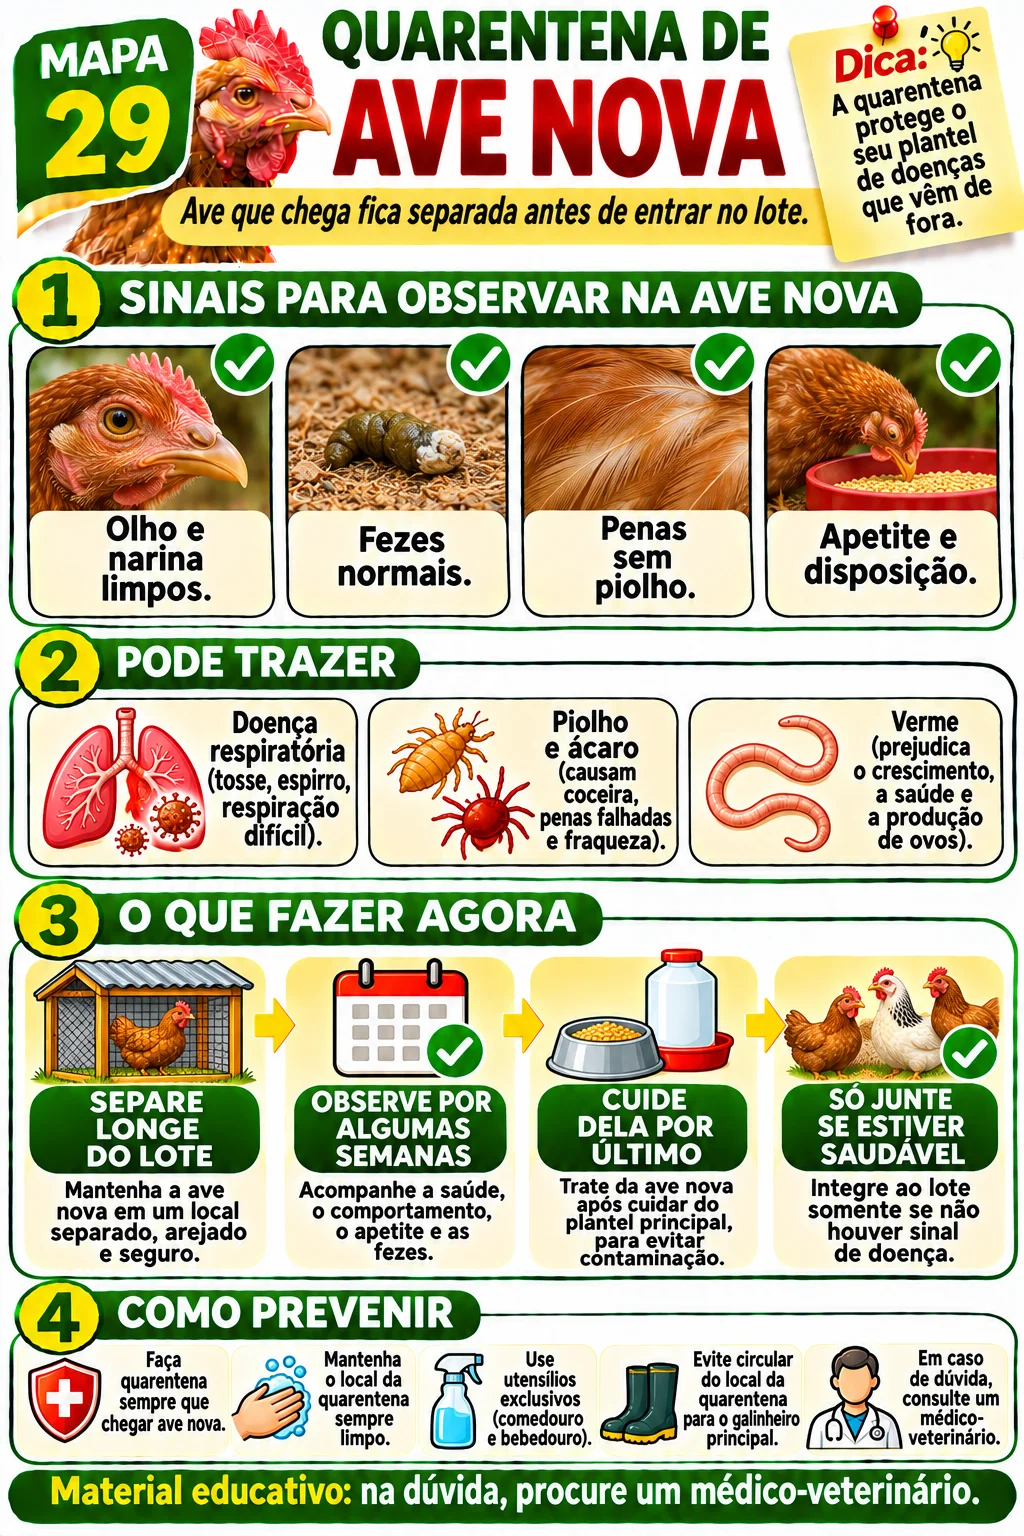 MAPA
29
QUARENTENA DE
AVE NOVA
Ave que chega fica separada antes de entrar no lote.
Dica:
A quarentena
protege o
seu plantel
de doenças
que vêm de
fora.
1
SINAIS PARA OBSERVAR NA AVE NOVA
Olho e
narina
limpos.
Fezes
normais.
Penas
sem
piolho.
Apetite e
disposição.
2
PODE TRAZER
Doença
respiratória
(tosse, espirro,
respiração
difícil).
Piolho
e ácaro
(causam
coceira,
penas falhadas
e fraqueza).
Verme
(prejudica
o crescimento,
a saúde e
a produção
de ovos).
3
O QUE FAZER AGORA
SEPARE
LONGE
DO LOTE
Mantenha a ave
nova em um local
separado, arejado
e seguro.
OBSERVE POR
ALGUMAS
SEMANAS
Acompanhe a saúde,
o comportamento,
o apetite e as
fezes.
CUIDE
DELA POR
ÚLTIMO
Trate da ave nova
após cuidar do
plantel principal,
para evitar
contaminação.
SÓ JUNTE
SE ESTIVER
SAUDÁVEL
Integre ao lote
somente se não
houver sinal
de doença.
4
COMO PREVENIR
Faça
quarentena
sempre que
chegar ave nova.
Mantenha
o local da
quarentena
sempre
limpo.
Use
utensílios
exclusivos
(comedouro
e bebedouro).
Evite circular
do local da
quarentena
para o galinheiro
principal.
Em caso
de dúvida,
consulte um
médico-
veterinário.
Material educativo: na dúvida, procure um médico-veterinário.